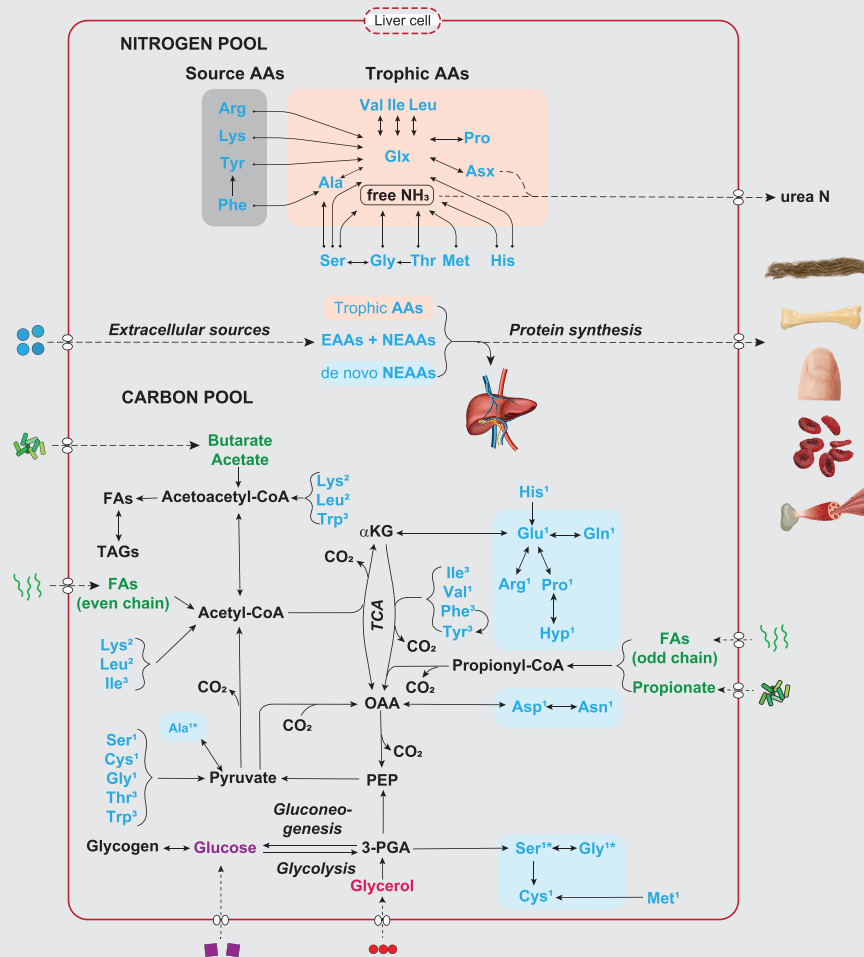 Liver cell
NITROGEN POOL
Source AAs
Trophic AAs
Arg
Lys
Tyr
Phe
Val Ile Leu
Pro
Glx
Asx
Ala
free NH₃
urea N
Ser
Gly
Thr
Met
His
Extracellular sources
Trophic AAs
EAAs + NEAAs
de novo NEAAs
Protein synthesis
CARBON POOL
Butarate
Acetate
Acetoacetyl-CoA
FAs
TAGs
Lys²
Leu²
Trp³
FAs
(even chain)
Acetyl-CoA
Lys²
Leu²
Ile³
CO₂
αKG
CO₂
TCA
Ile³
Val¹
Phe³
Tyr³
CO₂
His¹
Glu¹
Gln¹
Arg¹
Pro¹
Hyp¹
FAs
(odd chain)
Propionate
Propionyl-CoA
CO₂
OAA
CO₂
Asp¹
Asn¹
CO₂
Ala¹*
Ser¹
Cys¹
Gly¹
Thr³
Trp³
Pyruvate
PEP
Gluconeo-
genesis
Glycogen
Glucose
3-PGA
Glycolysis
Glycerol
Ser¹*
Gly¹*
Cys¹
Met¹